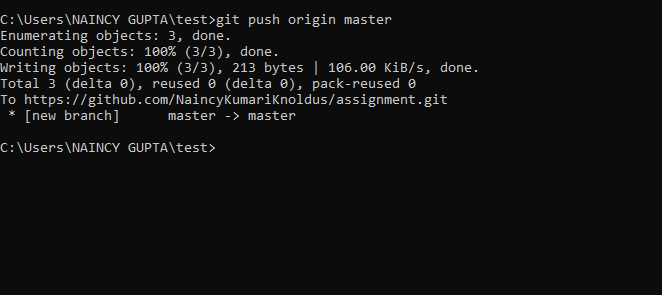 C:\Users\NAINCY GUPTA\test>git push origin master
Enumerating objects: 3, done.
Counting objects: 100% (3/3), done.
Writing objects: 100% (3/3), 213 bytes | 106.00 KiB/s, done.
Total 3 (delta 0), reused 0 (delta 0), pack-reused 0
To https://github.com/NaincyKumariKnoldus/assignment.git
 * [new branch]      master -> master
C:\Users\NAINCY GUPTA\test>